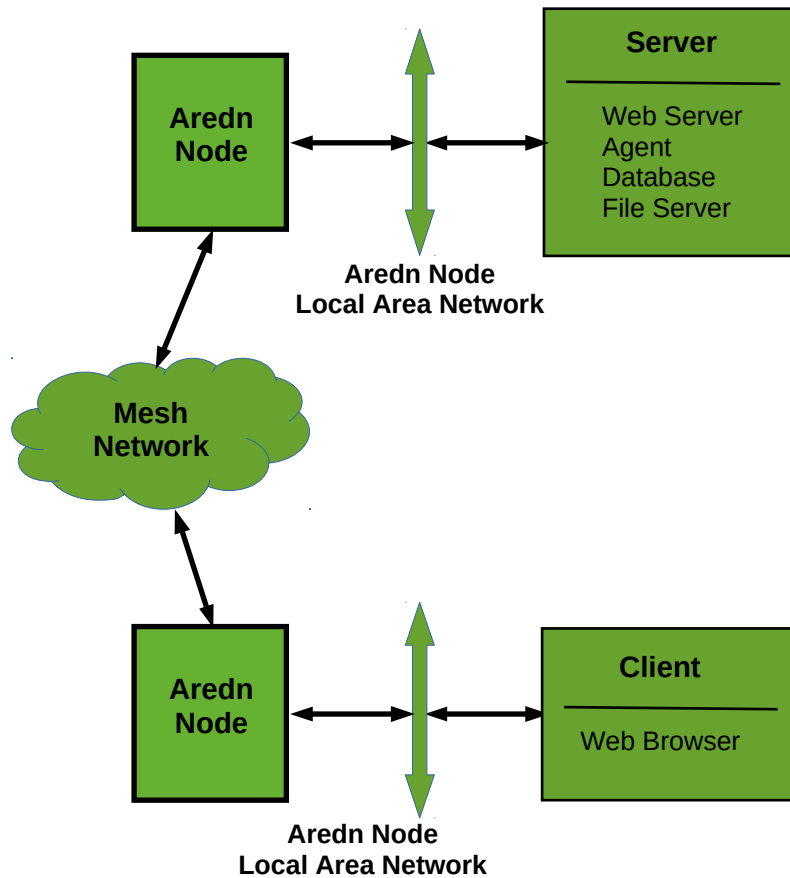 Aredn
Node
Server
Web Server
Agent
Database
File Server
Aredn Node
Local Area Network
Mesh
Network
Aredn
Node
Client
Web Browser
Aredn Node
Local Area Network